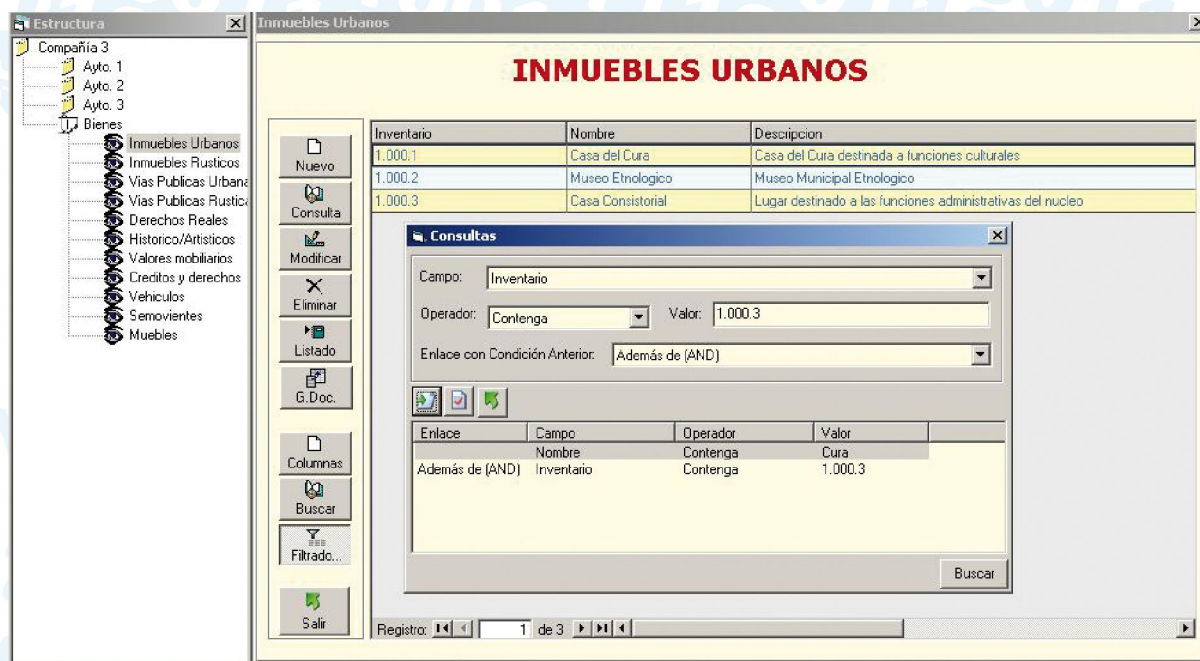 Estructura
Compañía 3
Ayto. 1
Ayto. 2
Ayto. 3
Bienes
Inmuebles Urbanos
Inmuebles Rusticos
Vias Publicas Urbana
Vias Publicas Rustica
Derechos Reales
Historico/Artisticos
Valores mobiliarios
Creditos y derechos
Vehiculos
Semovientes
Muebles
Inmuebles Urbanos
INMUEBLES URBANOS
Nuevo
Consulta
Modificar
Eliminar
Listado
G.Doc.
Columnas
Buscar
Filtrado...
Salir
Inventario Nombre Descripcion
1.000.1 Casa del Cura Casa del Cura destinada a funciones culturales
1.000.2 Museo Etnologico Museo Municipal Etnologico
1.000.3 Casa Consistorial Lugar destinado a las funciones administrativas del nucleo
Consultas
Campo: Inventario
Operador: Contenga Valor: 1.000.3
Enlace con Condición Anterior: Además de (AND)
Enlace Campo Operador Valor
Nombre Contenga Cura
Además de (AND) Inventario Contenga 1.000.3
Buscar
Registro: 1 de 3